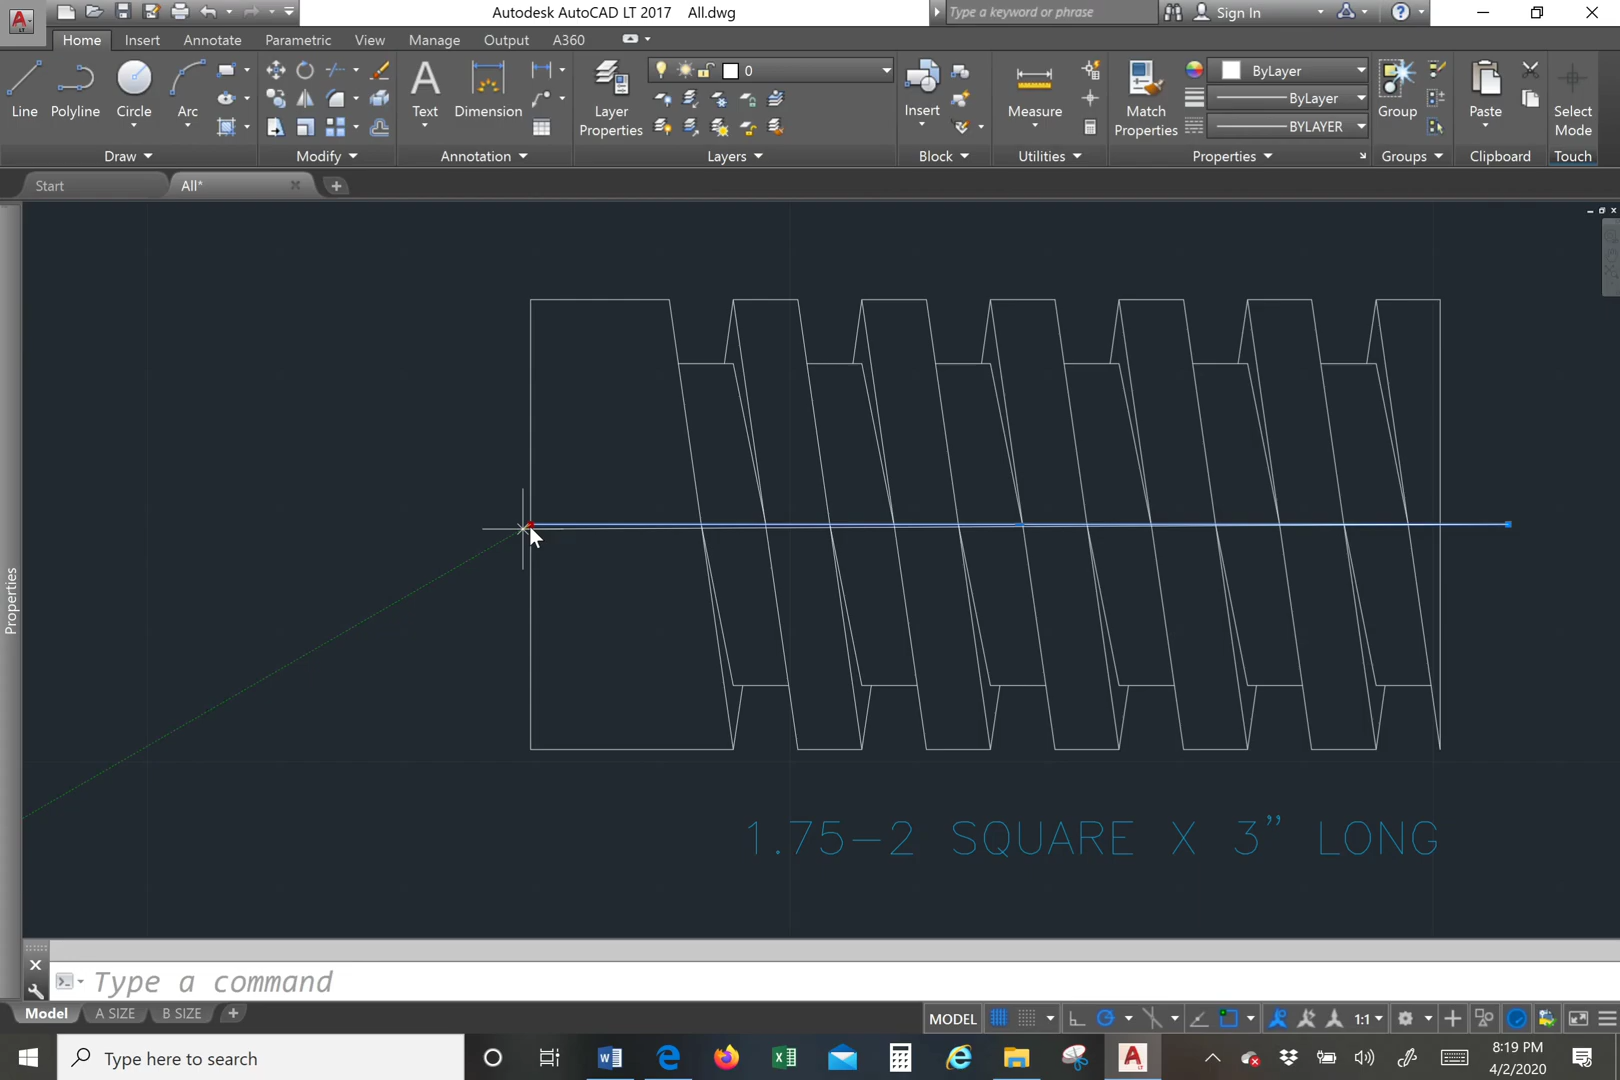 Autodesk AutoCAD LT 2017 All.dwg
Type a keyword or phrase
Sign In
Home Insert Annotate Parametric View Manage Output A360
Line Polyline Circle Arc
Text Dimension
Layer Properties
0
Insert
Measure
Match Properties
ByLayer
ByLayer
BYLAYER
Group
Paste
Select Mode
Draw Modify Annotation Layers Block Utilities Properties Groups Clipboard Touch
Start All*
Properties
1.75-2 SQUARE X 3” LONG
Type a command
Model A SIZE B SIZE
MODEL 1:1
Type here to search
8:19 PM
4/2/2020